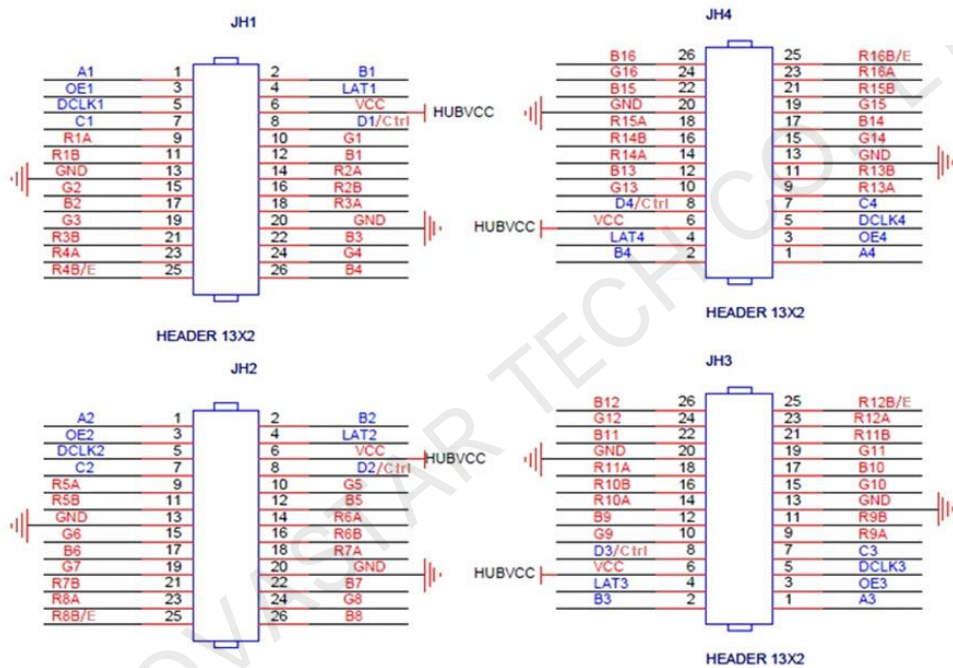 JH1
A1 1 2 B1
OE1 3 4 LAT1
DCLK1 5 6 VCC HUBVCC
C1 7 8 D1/Ctrl
R1A 9 10 G1
R1B 11 12 B1
GND 13 14 R2A
G2 15 16 R2B
B2 17 18 R3A
G3 19 20 GND
R3B 21 22 B3
R4A 23 24 G4
R4B/E 25 26 B4
HEADER 13X2
JH4
B16 26 25 R16B/E
G16 24 23 R16A
B15 22 21 R15B
GND 20 19 G15
R15A 18 17 B14
R14B 16 15 G14
R14A 14 13 GND
B13 12 11 R13B
G13 10 9 R13A
D4/Ctrl 8 7 C4
HUBVCC VCC 6 5 DCLK4
LAT4 4 3 OE4
B4 2 1 A4
HEADER 13X2
JH2
A2 1 2 B2
OE2 3 4 LAT2
DCLK2 5 6 VCC HUBVCC
C2 7 8 D2/Ctrl
R5A 9 10 G5
R5B 11 12 B5
GND 13 14 R6A
G6 15 16 R6B
B6 17 18 R7A
G7 19 20 GND
R7B 21 22 B7
R8A 23 24 G8
R8B/E 25 26 B8
JH3
B12 26 25 R12B/E
G12 24 23 R12A
B11 22 21 R11B
GND 20 19 G11
R11A 18 17 B10
R10B 16 15 G10
R10A 14 13 GND
B9 12 11 R9B
G9 10 9 R9A
D3/Ctrl 8 7 C3
HUBVCC VCC 6 5 DCLK3
LAT3 4 3 OE3
B3 2 1 A3
HEADER 13X2
OVASTAR TECH CO., L